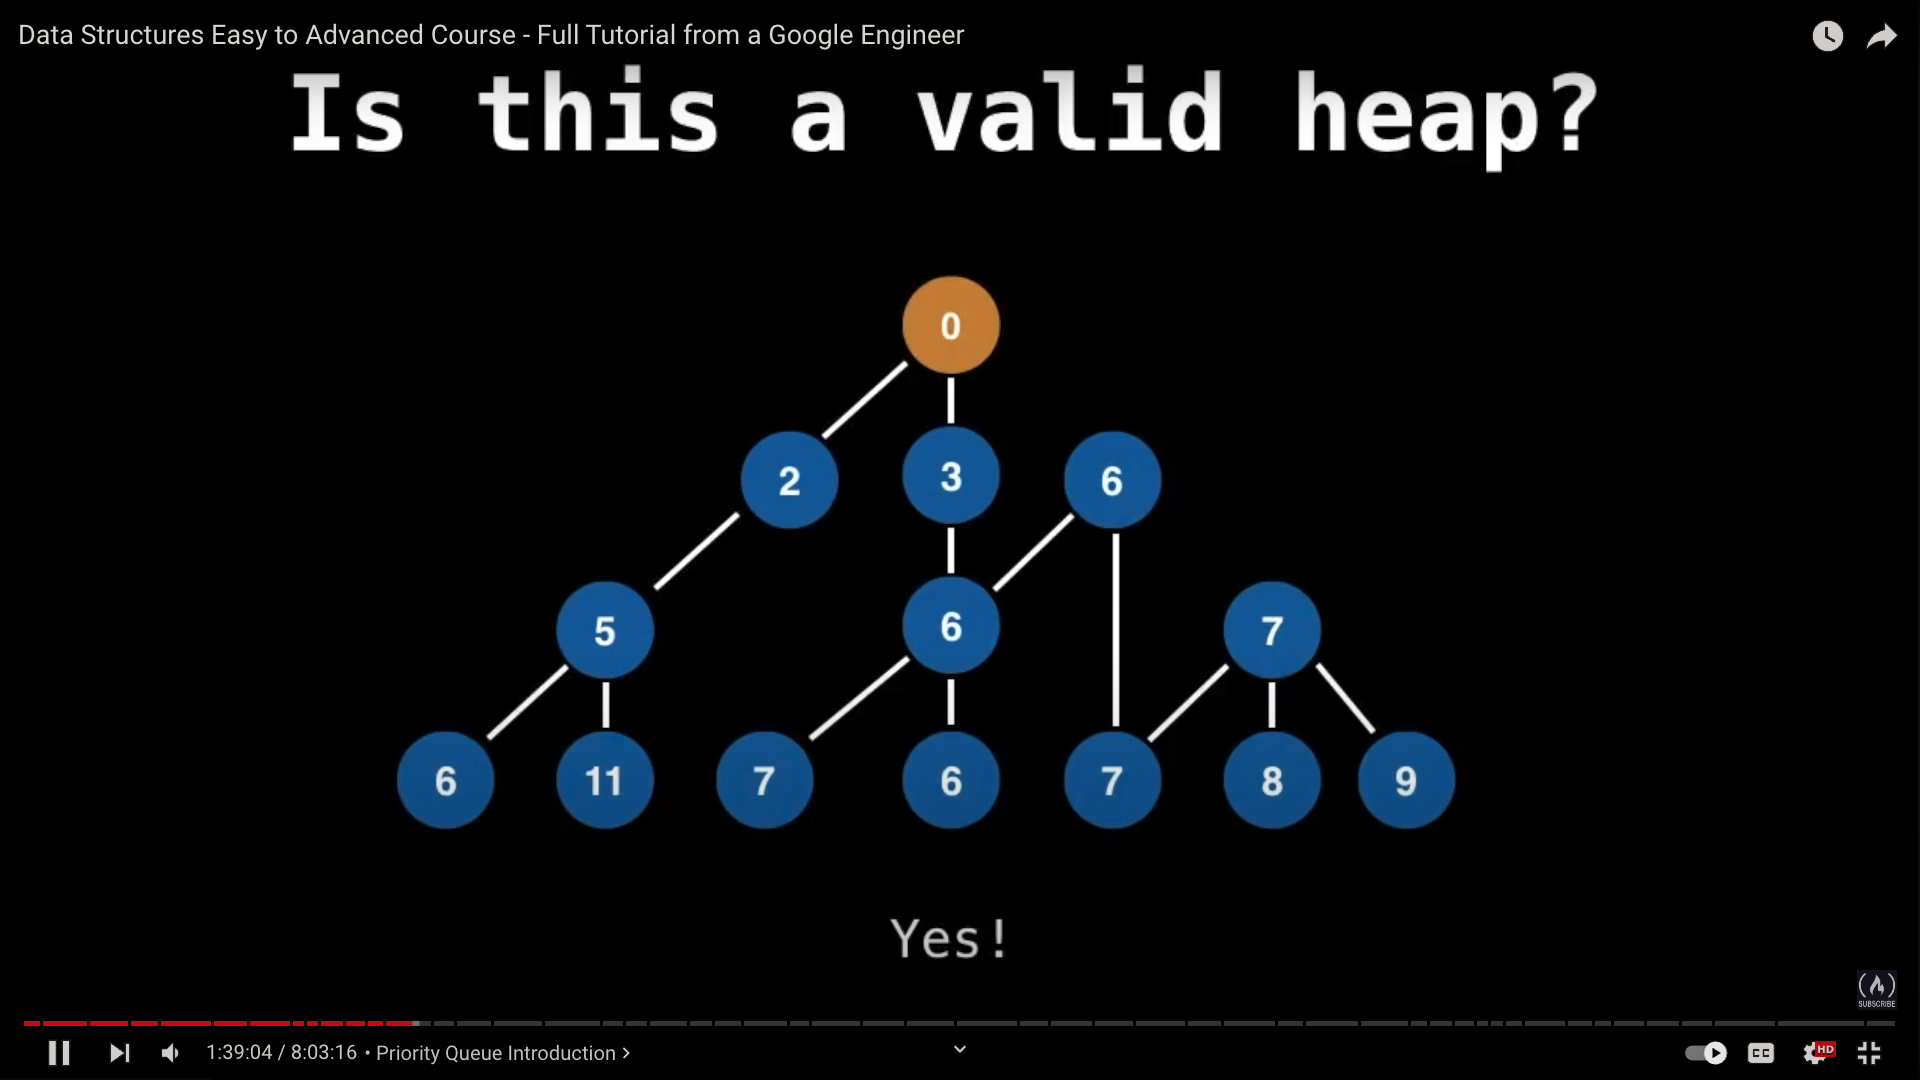 Data Structures Easy to Advanced Course - Full Tutorial from a Google Engineer
Is this a valid heap?
0
2 3 6
5 6 7
6 11 7 6 7 8 9
Yes!
SUBSCRIBE
1:39:04 / 8:03:16 • Priority Queue Introduction
CC HD